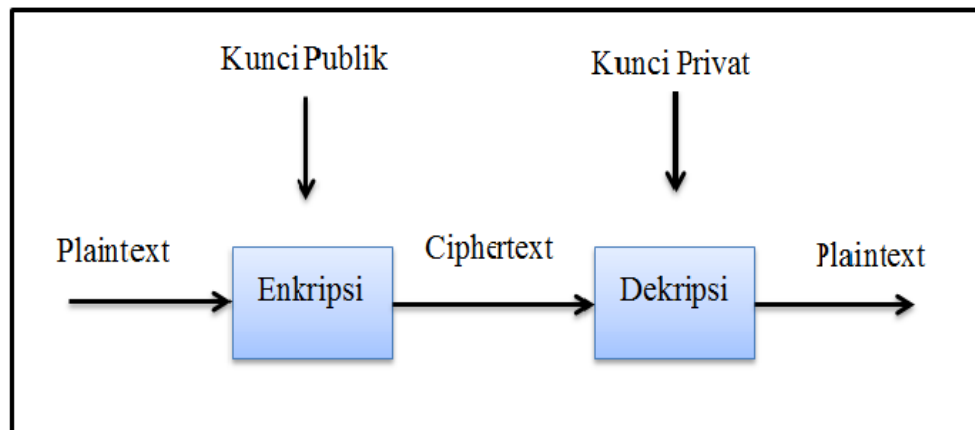 Kunci Publik
Kunci Privat
Plaintext
Enkripsi
Ciphertext
Dekripsi
Plaintext